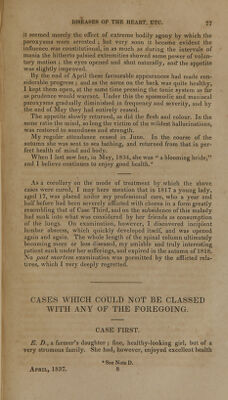 DISEASES OF THE HEART, ETC. 77
it seemed merely the effect of extreme bodily agony by which the
paroxysms were arrested; but very soon it became evident the
influence was constitutional, in as much as during the intervals of
mania the hitherto palsied extremities showed some power of volun-
tary motion; the eyes opened and shut naturally, and the appetite
was slightly improved.
By the end of April these favourable appearances had made con-
siderable progress; and as the sores on the back was quite healthy,
I kept them open, at the same time pressing the tonic system as far
as prudence would warrant. Under this the spasmodic and maniacal
paroxysms gradually diminished in frequency and severity, and by
the end of May they had entirely ceased.
The appetite slowly returned, as did the flesh and colour. In the
same ratio the mind, so long the victim of the wildest hallucinations,
was restored to soundness and strength.
My regular attendance ceased in June. In the course of the
autumn she was sent to sea bathing, and returned from that in per-
fect health of mind and body.
When I last saw her, in May, 1834, she was "a blooming bride,"
and I believe continues to enjoy good health.*
As a corollary on the mode of treatment by which the above
cases were cured, I may here mention that in 1817 a young lady,
aged 17, was placed under my professional care, who a year and
half before had been severely affected with chorea in a form greatly
resembling that of Case Third, and on the subsidence of this malady
had sunk into what was considered by her friends as consumption
of the lungs. On examination, however, I discovered incipient
lumbar abscess, which quickly developed itself, and was opened
again and again. The whole length of the spinal column ultimately
becoming more or less diseased, my amiable and truly interesting
patient sunk under her sufferings, and expired in the autumn of 1818.
No post mortem examination was permitted by the afflicted rela-
tives, which I very deeply regretted.
CASES WHICH COULD NOT BE CLASSED
WITH ANY OF THE FOREGOING.
CASE FIRST.
E. D., a farmer's daughter; fine, healthy-looking girl, but of a
very strumous family. She had, however, enjoyed excellent health
* See Note D.
APRIL, 1837. 8